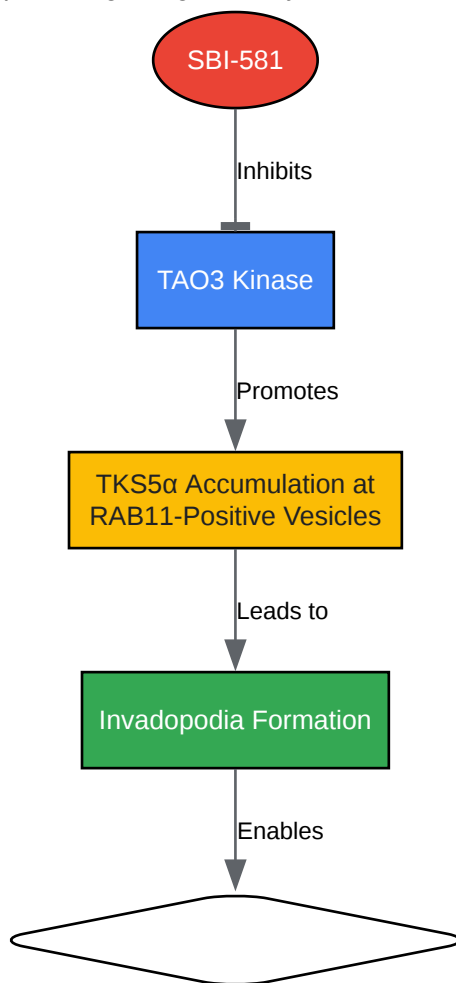 SBI-581
Inhibits
TAO3 Kinase
Promotes
TKS5α Accumulation at
RAB11-Positive Vesicles
Leads to
Invadopodia Formation
Enables